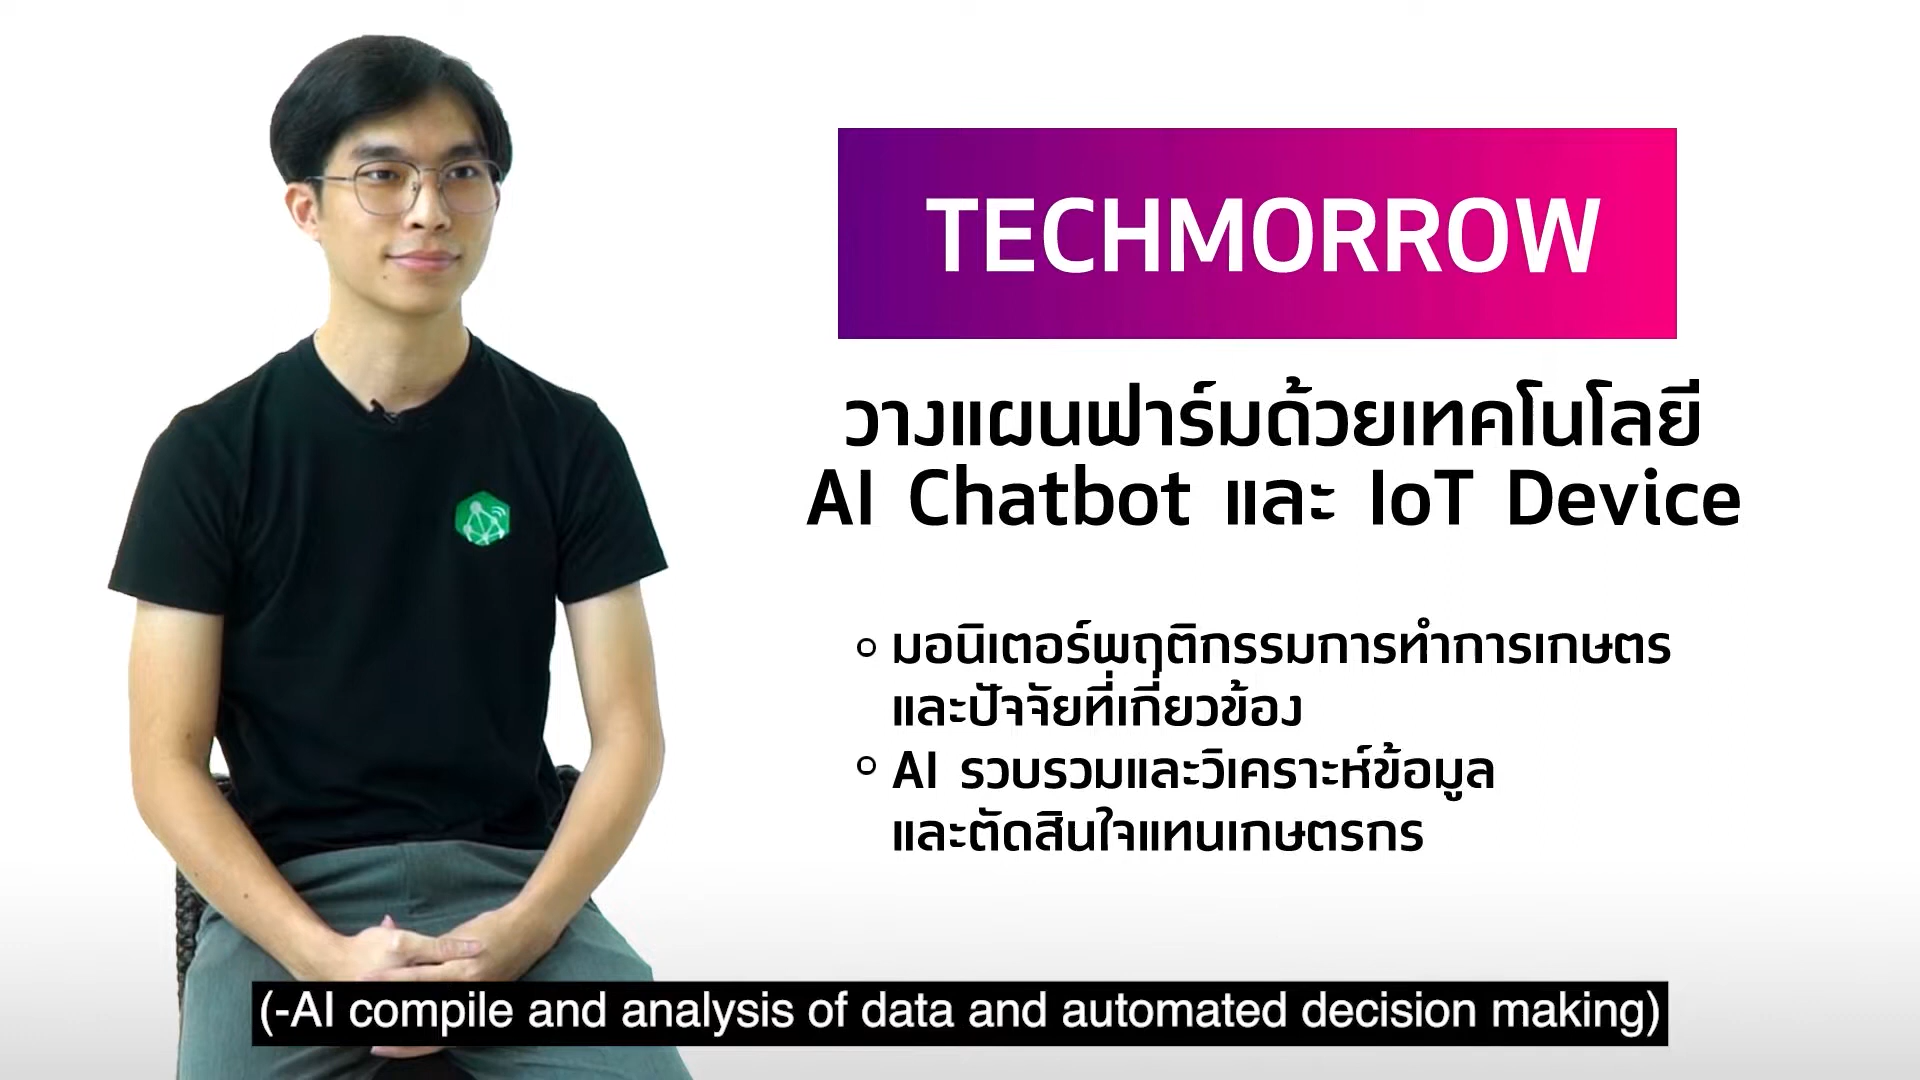 TECHMORROW
วางแผนฟาร์มด้วยเทคโนโลยี
AI Chatbot และ IoT Device
มอนิเตอร์พฤติกรรมการทำการเกษตร
และปัจจัยที่เกี่ยวข้อง
AI รวบรวมและวิเคราะห์ข้อมูล
และตัดสินใจแทนเกษตรกร
(-AI compile and analysis of data and automated decision making)